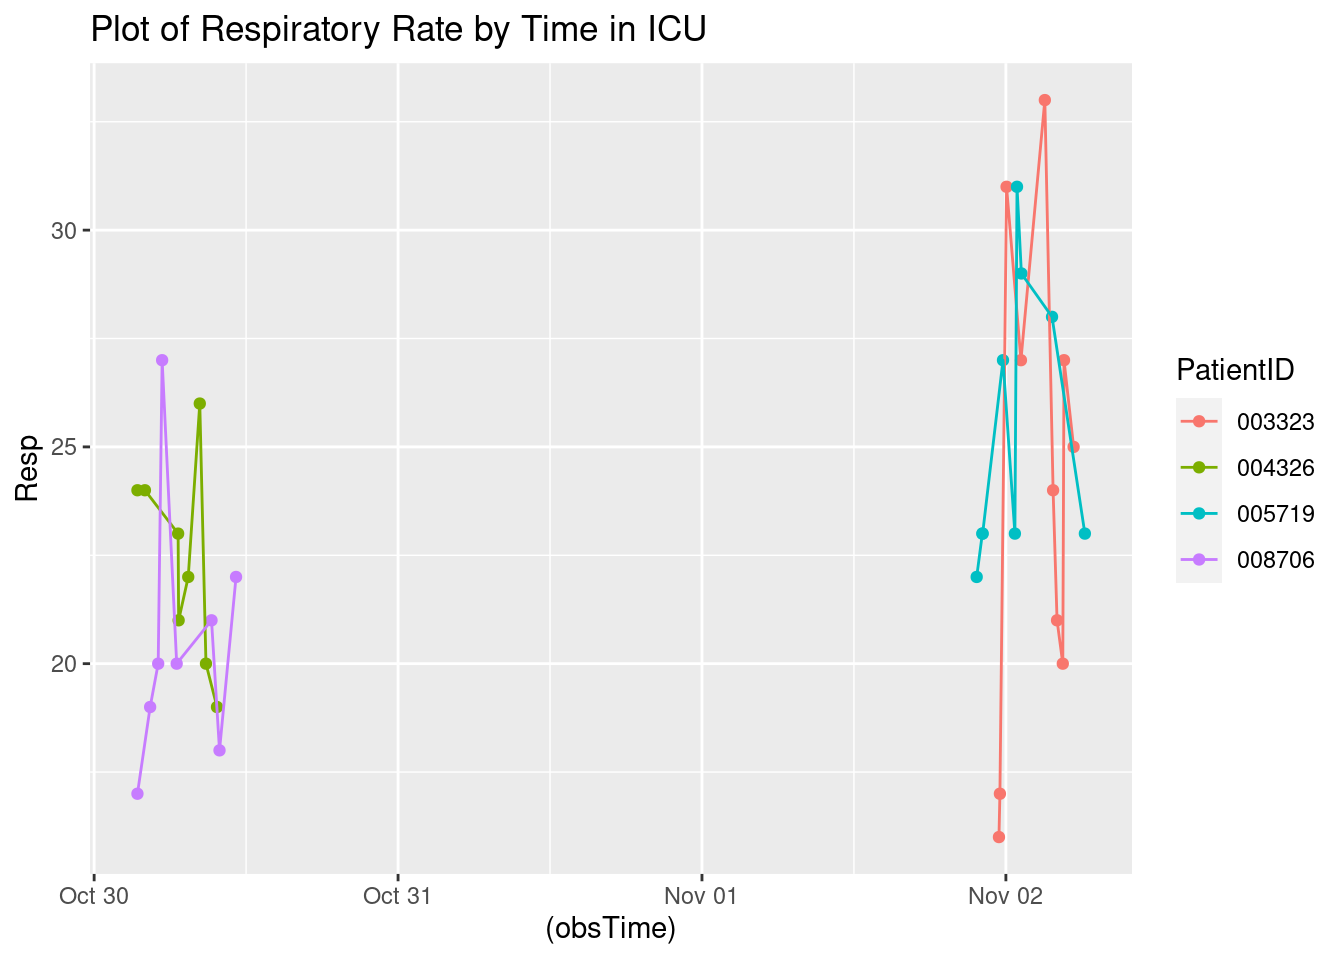 Plot of Respiratory Rate by Time in ICU
Resp
30
25
20
Oct 30
Oct 31
Nov 01
Nov 02
(obsTime)
PatientID
003323
004326
005719
008706